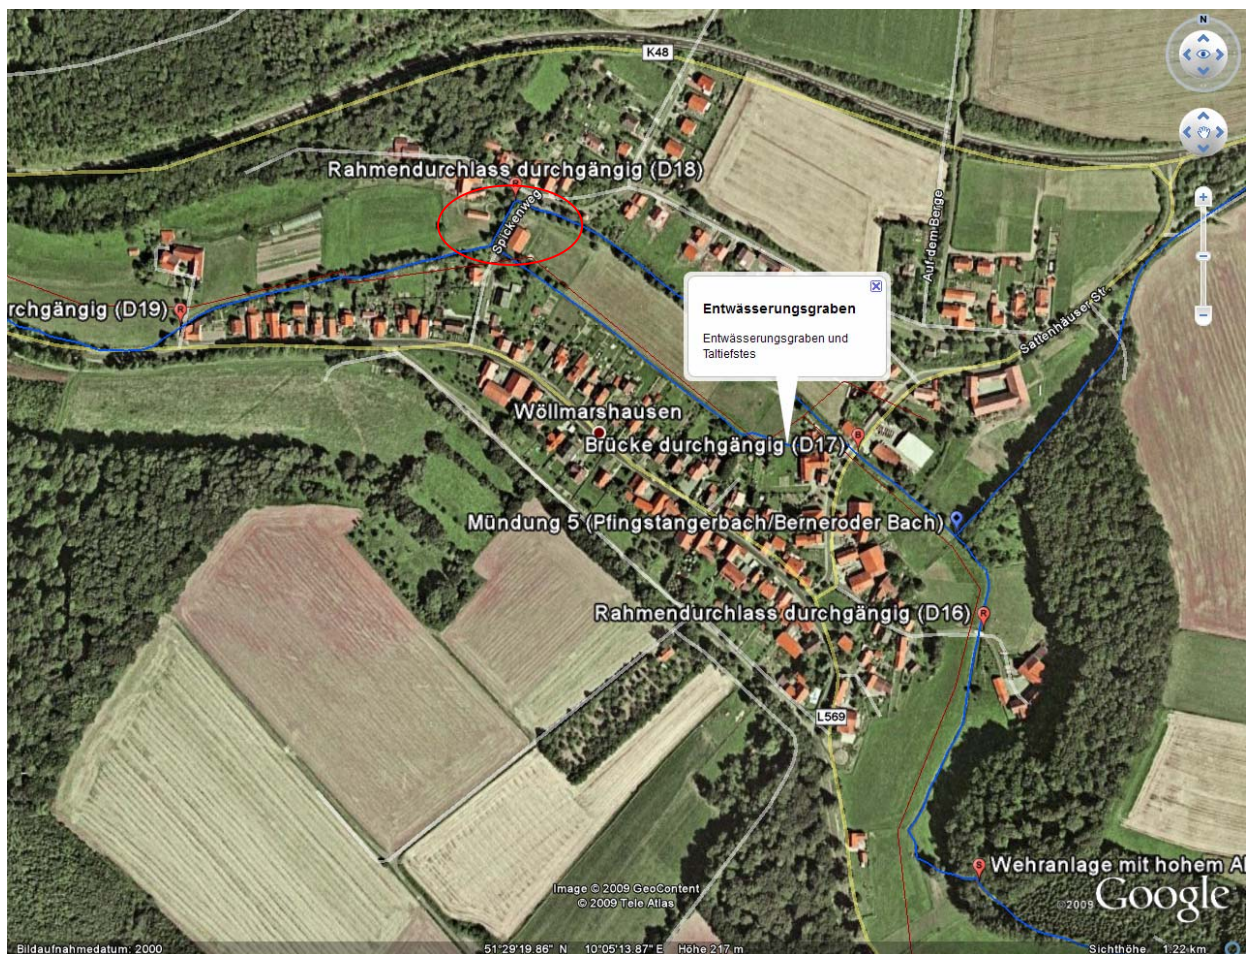 N
K48
Rahmendurchlass durchgängig (D18)
Spickenweg
Auf dem Berge
rchgängig (D19)
Entwässerungsgraben
Entwässerungsgraben und
Taltiefstes
Sattenhäuser Str.
Wöllmarshausen
Brücke durchgängig (D17)
B
Mündung 5 (Pfingstangerbach/Berneroder Bach)
Rahmendurchlass durchgängig (D16)
R
L569
S
Wehranlage mit hohem A
Image © 2009 GeoContent
© 2009 Tele Atlas
©2009 Google
Bildaufnahmedatum: 2000
51°29'19.86" N 10°05'13.87" E Höhe 217 m
Sichthöhe 1.22 km